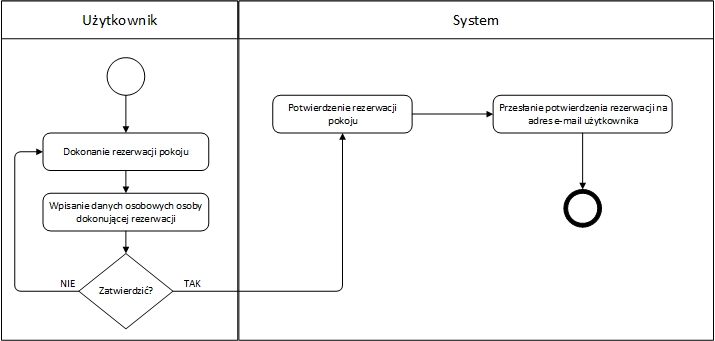 Użytkownik
System
Dokonanie rezerwacji pokoju
Wpisanie danych osobowych osoby
dokonującej rezerwacji
NIE
Zatwierdzić?
TAK
Potwierdzenie rezerwacji
pokoju
Przesłanie potwierdzenia rezerwacji na
adres e-mail użytkownika